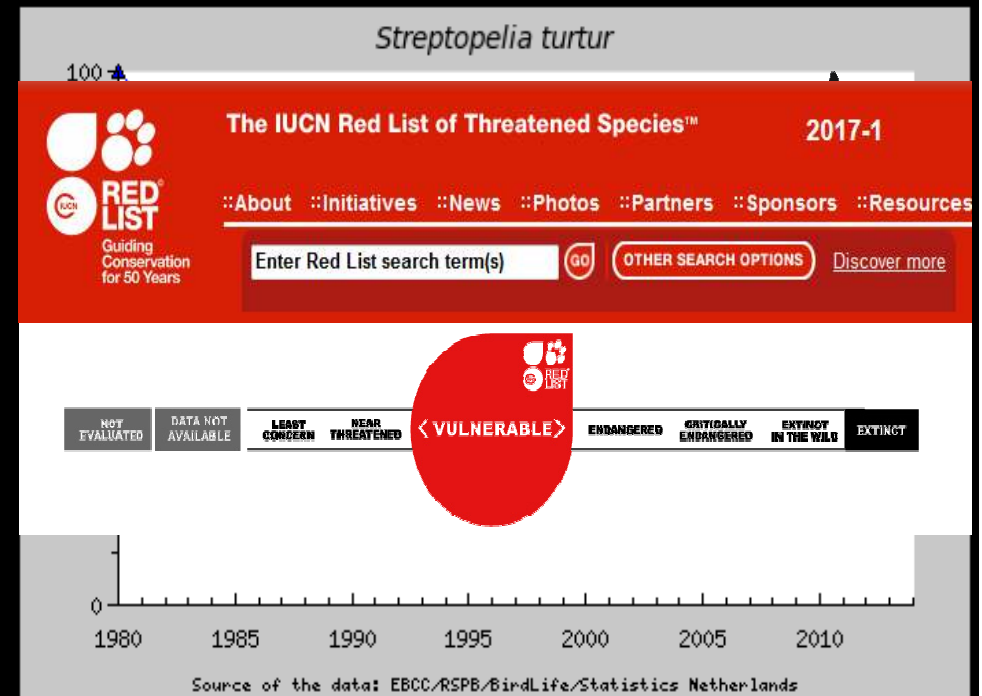 Streptopelia turtur
100
The IUCN Red List of Threatened Species™ 2017-1
IUCN
RED LIST
Guiding
Conservation
for 50 Years
::About ::Initiatives ::News ::Photos ::Partners ::Sponsors ::Resources
Enter Red List search term(s) GO OTHER SEARCH OPTIONS Discover more
RED
LIST
NOT
EVALUATED
DATA NOT
AVAILABLE
LEAST
CONCERN
NEAR
THREATENED
<VULNERABLE>
ENDANGERED
CRITICALLY
ENDANGERED
EXTINCT
IN THE WILD
EXTINCT
0
1980 1985 1990 1995 2000 2005 2010
Source of the data: EBCC/RSPB/BirdLife/Statistics Netherlands